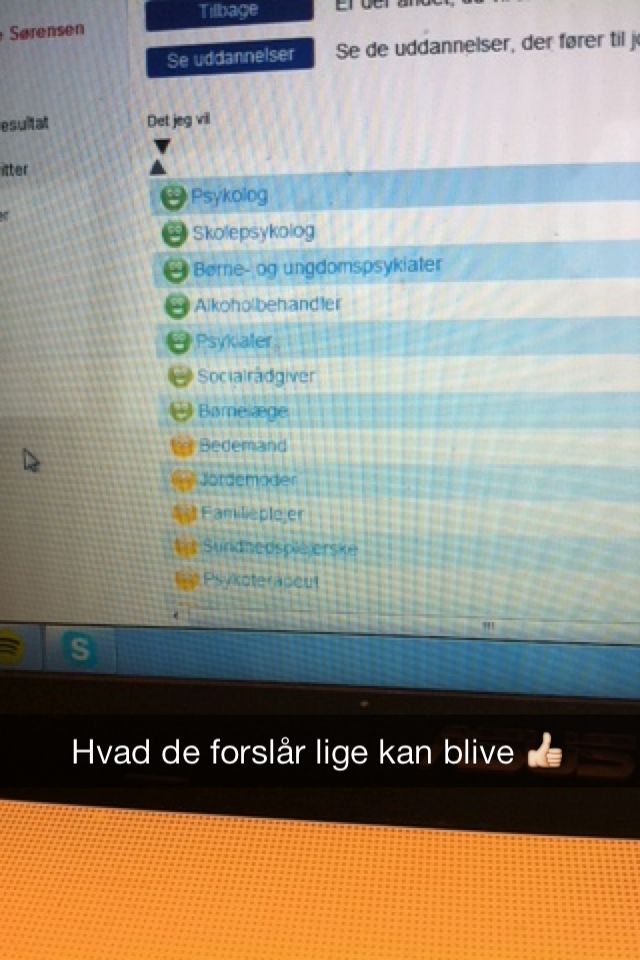 Sørensen
Tilbage
Se uddannelser
Se de uddannelser, der fører til
esultat
Det jeg vil
itter
er
Psykolog
Skolepsykolog
Børne- og ungdomspsykiater
Alkoholbehandler
Psykiater
Socialrådgiver
Børnelæge
Bedemand
Jordemoder
Familieplejer
Sundhedsplejerske
Psykoterapeut
S
Hvad de forslår lige kan blive 👍